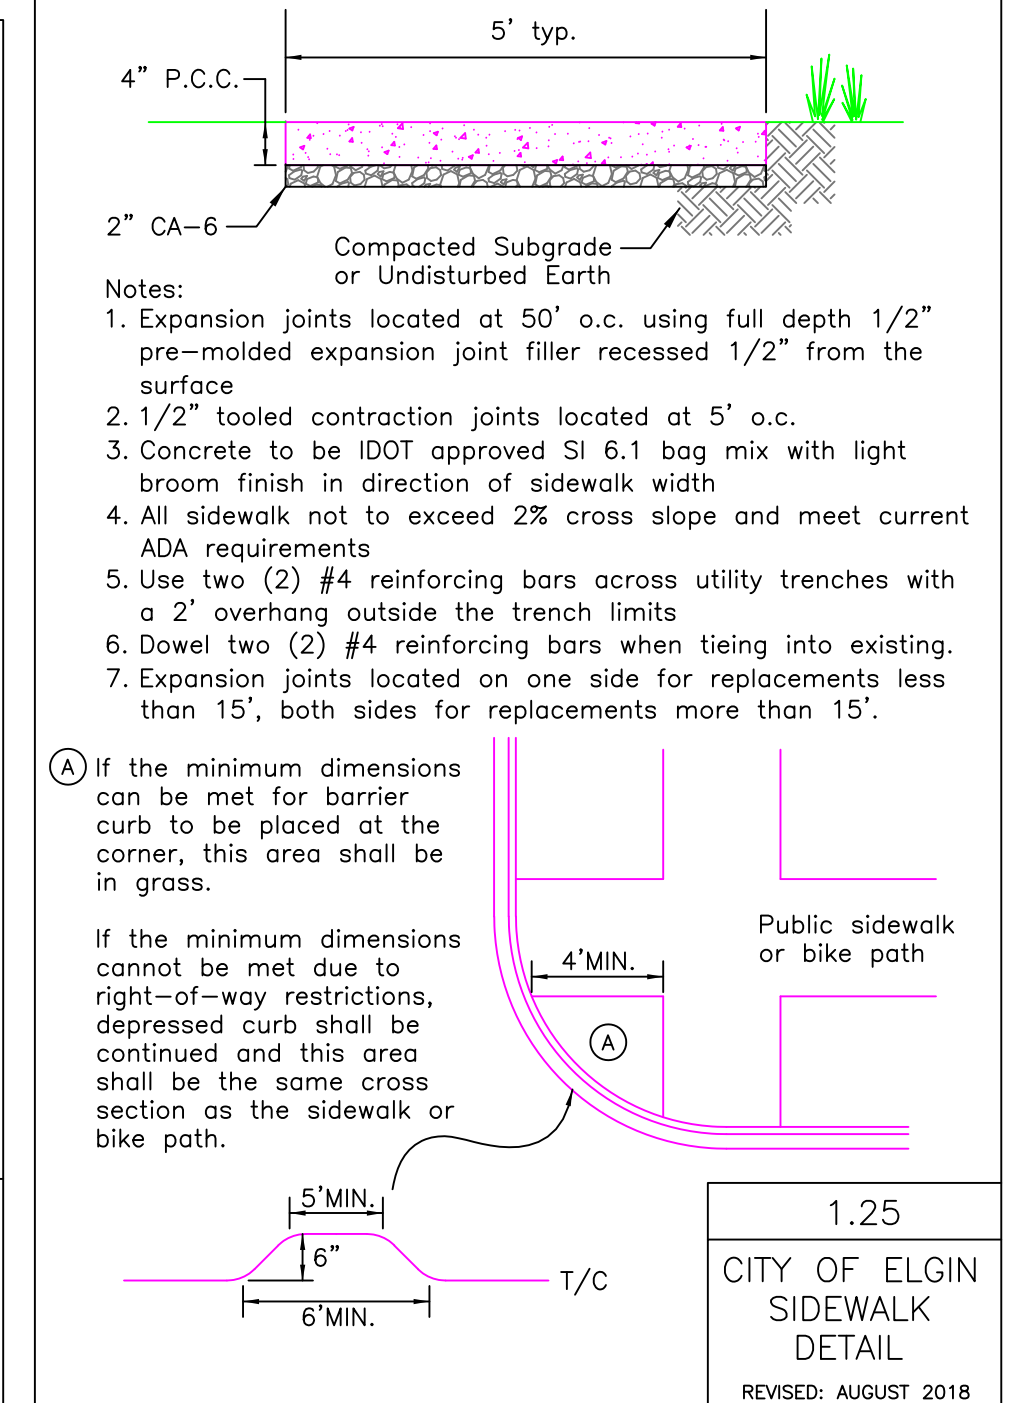 5' typ.
4" P.C.C.
2" CA-6
Compacted Subgrade
or Undisturbed Earth
Notes:
1. Expansion joints located at 50' o.c. using full depth 1/2"
pre-molded expansion joint filler recessed 1/2" from the
surface
2. 1/2" tooled contraction joints located at 5' o.c.
3. Concrete to be IDOT approved SI 6.1 bag mix with light
broom finish in direction of sidewalk width
4. All sidewalk not to exceed 2% cross slope and meet current
ADA requirements
5. Use two (2) #4 reinforcing bars across utility trenches with
a 2' overhang outside the trench limits
6. Dowel two (2) #4 reinforcing bars when tieing into existing.
7. Expansion joints located on one side for replacements less
than 15', both sides for replacements more than 15'.
A If the minimum dimensions
can be met for barrier
curb to be placed at the
corner, this area shall be
in grass.
If the minimum dimensions
cannot be met due to
right-of-way restrictions,
depressed curb shall be
continued and this area
shall be the same cross
section as the sidewalk or
bike path.
Public sidewalk
or bike path
4'MIN.
A
5'MIN.
6"
T/C
6'MIN.
1.25
CITY OF ELGIN
SIDEWALK
DETAIL
REVISED: AUGUST 2018